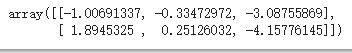 array([[-1.00691337, -0.33472972, -3.08755869],
[ 1.8945325 , 0.25126032, -4.15776145]])